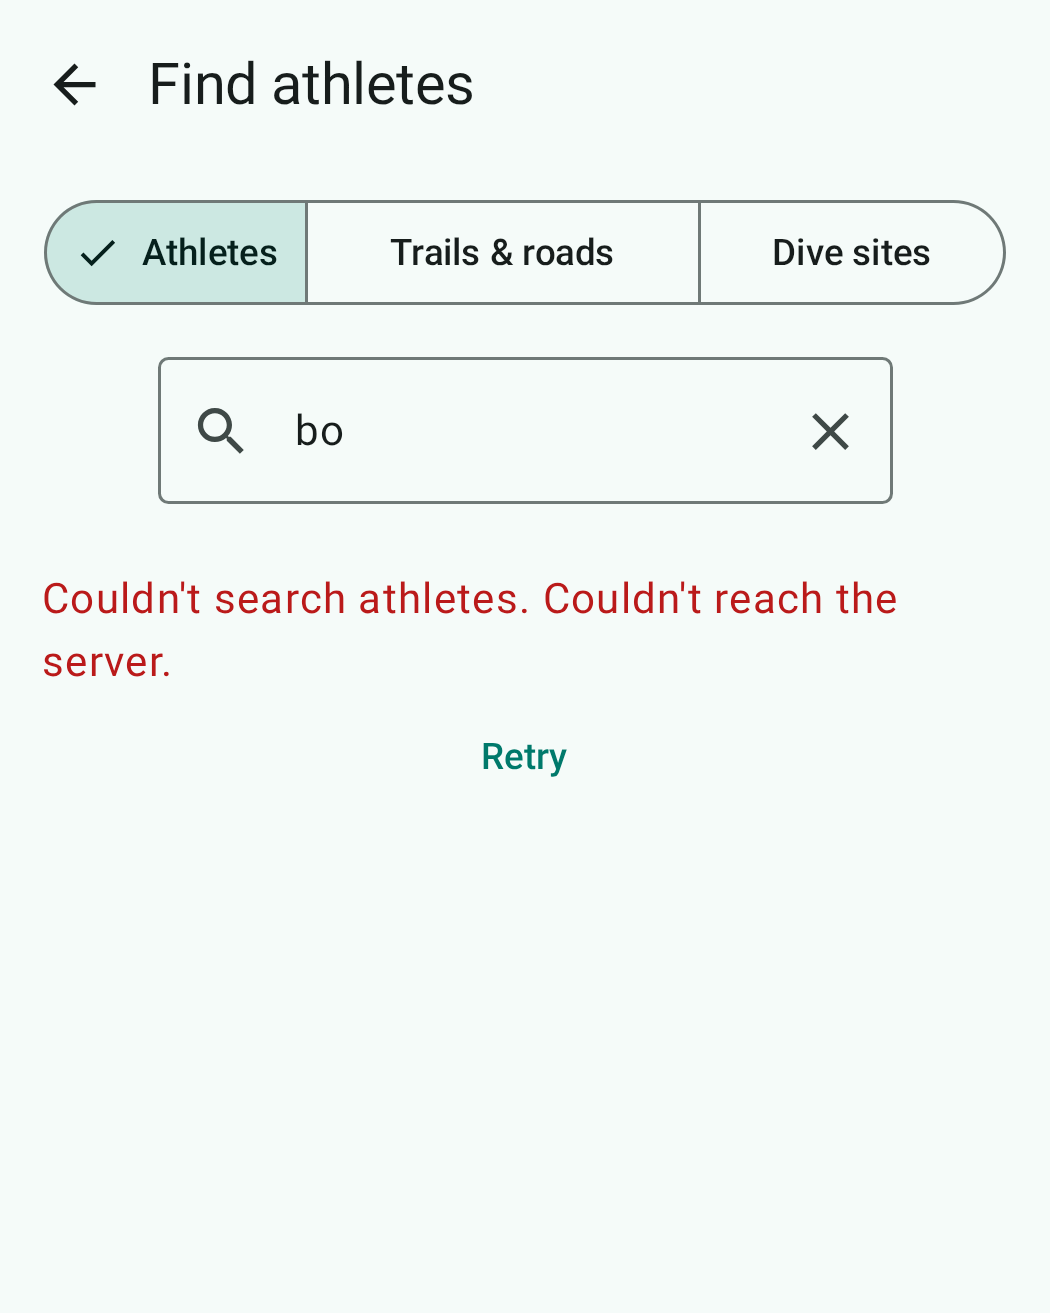 Find athletes
Athletes
Trails & roads
Dive sites
bo
Couldn't search athletes. Couldn't reach the
server.
Retry